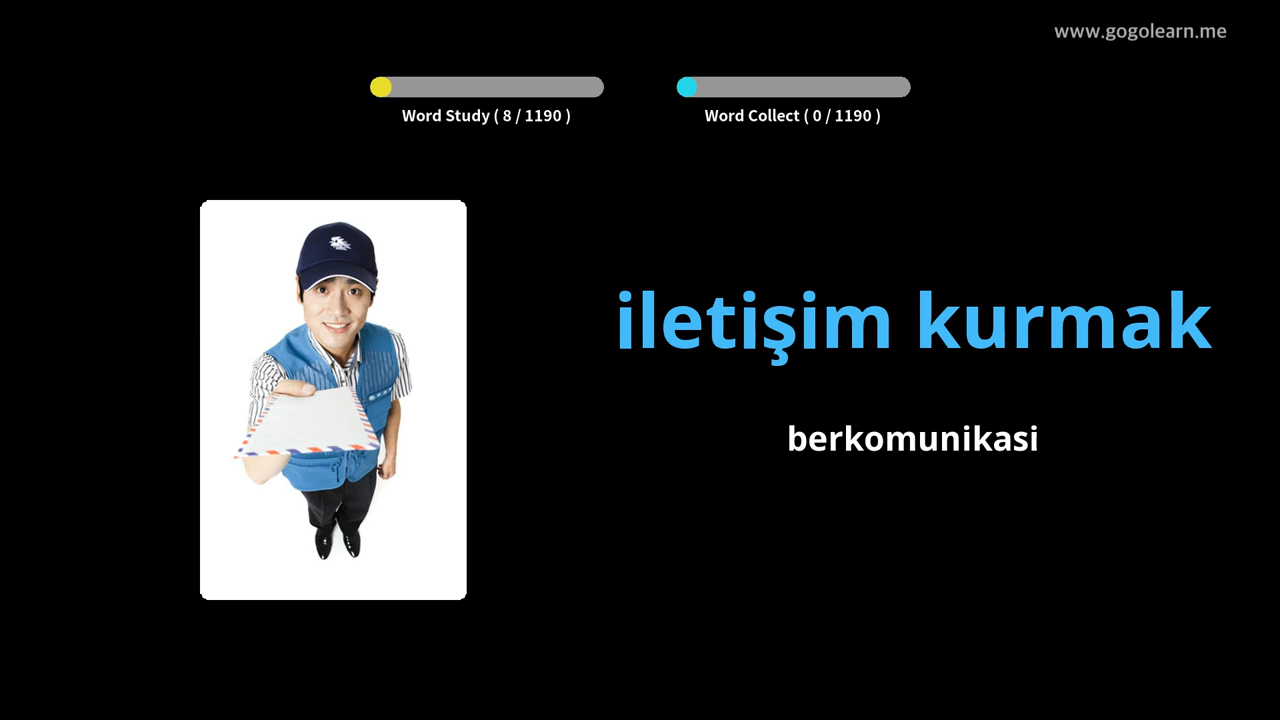 www.gogolearn.me
Word Study ( 8 / 1190 )
Word Collect ( 0 / 1190 )
iletişim kurmak
berkomunikasi